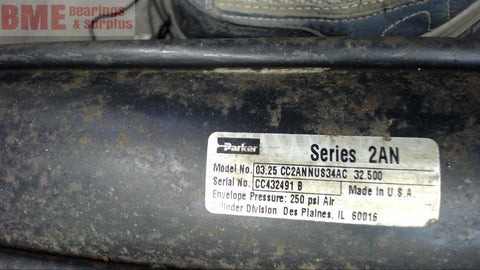 BME Bearings
& Surplus
Parker Series 2AN
Model No. 03.25 CC2ANNUS34AC 32.500
Serial No. CC432491 B Made in U.S.A.
Envelope Pressure: 250 psi Air
Cylinder Division Des Plaines, IL 60016